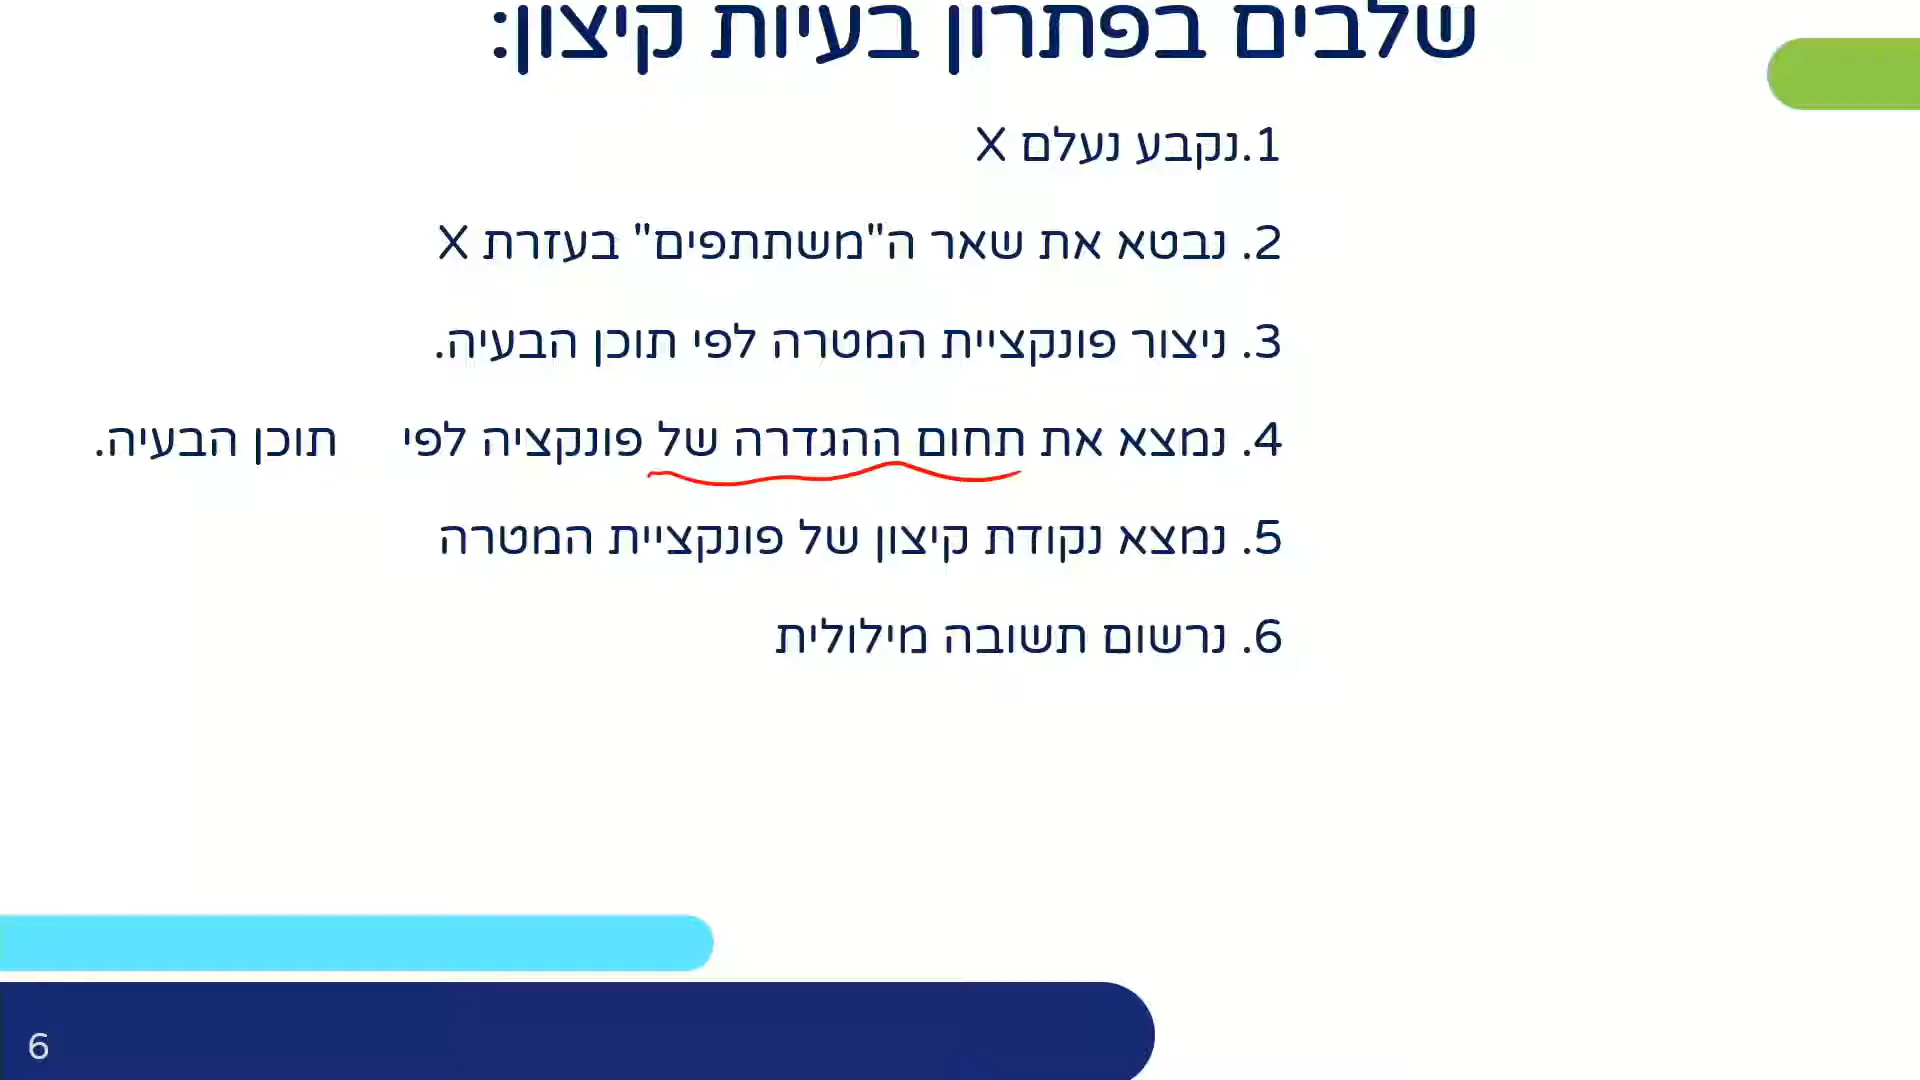 שלבים בפתרון בעיות קיצון:
1.נקבע נעלם X
2. נבטא את שאר ה"משתתפים" בעזרת X
3. ניצור פונקציית המטרה לפי תוכן הבעיה.
4. נמצא את תחום ההגדרה של פונקציה לפי תוכן הבעיה.
5. נמצא נקודת קיצון של פונקציית המטרה
6. נרשום תשובה מילולית
6